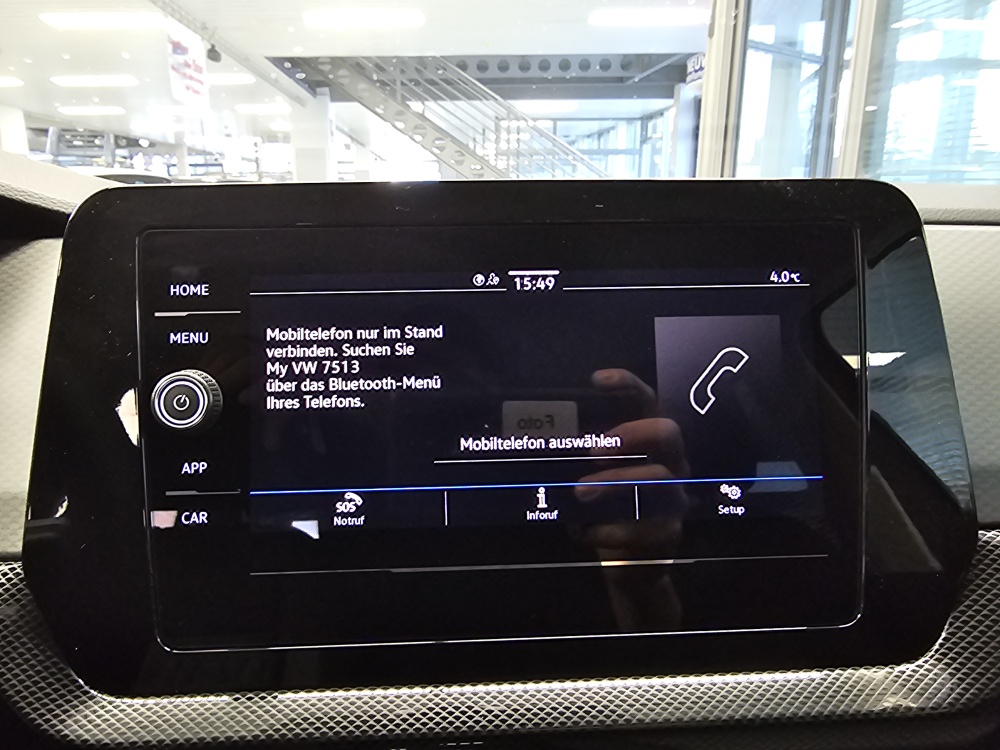 15:49
4.0°C
HOME
MENU
APP
CAR
Mobiltelefon nur im Stand
verbinden. Suchen Sie
My VW 7513
über das Bluetooth-Menü
Ihres Telefons.
Foto
Mobiltelefon auswählen
SOS
Notruf
Inforuf
Setup